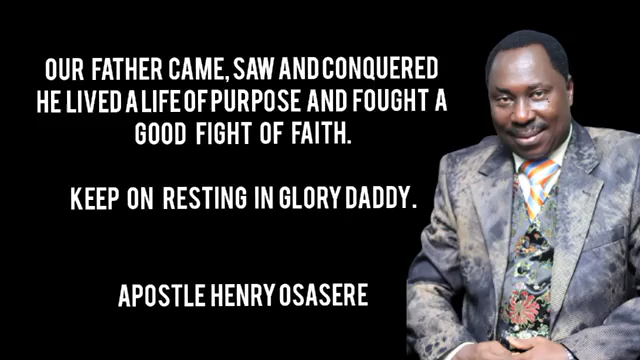 OUR FATHER CAME, SAW AND CONQUERED
HE LIVED A LIFE OF PURPOSE AND FOUGHT A
GOOD FIGHT OF FAITH.
KEEP ON RESTING IN GLORY DADDY.
APOSTLE HENRY OSASERE